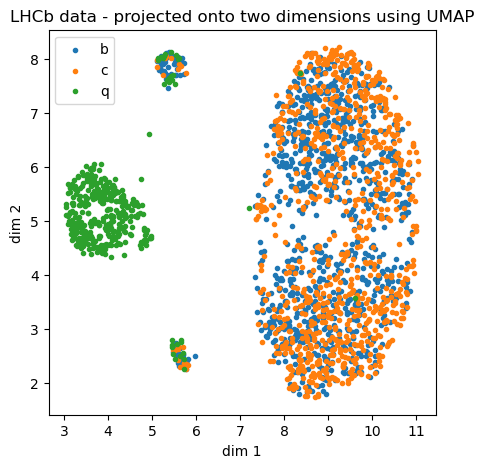 LHCb data - projected onto two dimensions using UMAP
b
c
q
8
7
6
5
4
3
2
dim 2
3 4 5 6 7 8 9 10 11
dim 1